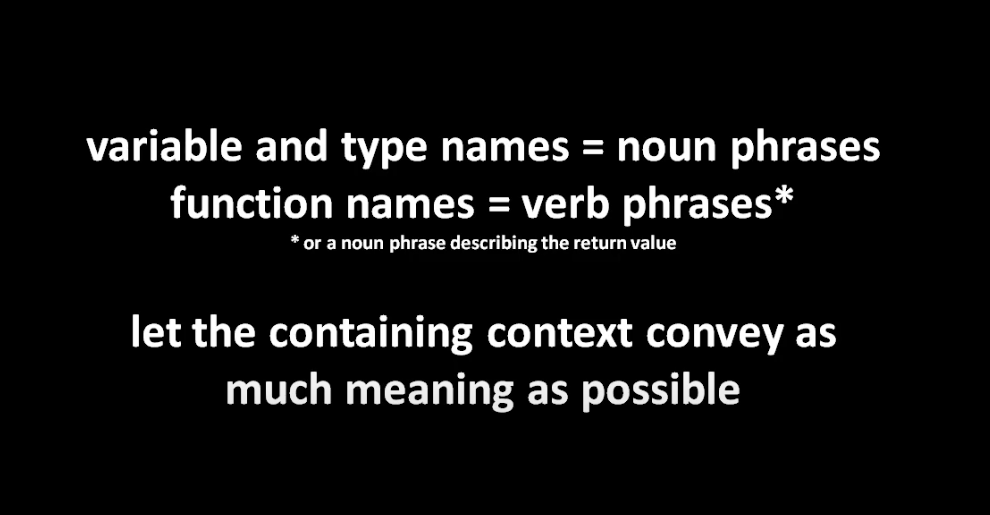 variable and type names = noun phrases
function names = verb phrases*
* or a noun phrase describing the return value
let the containing context convey as
much meaning as possible